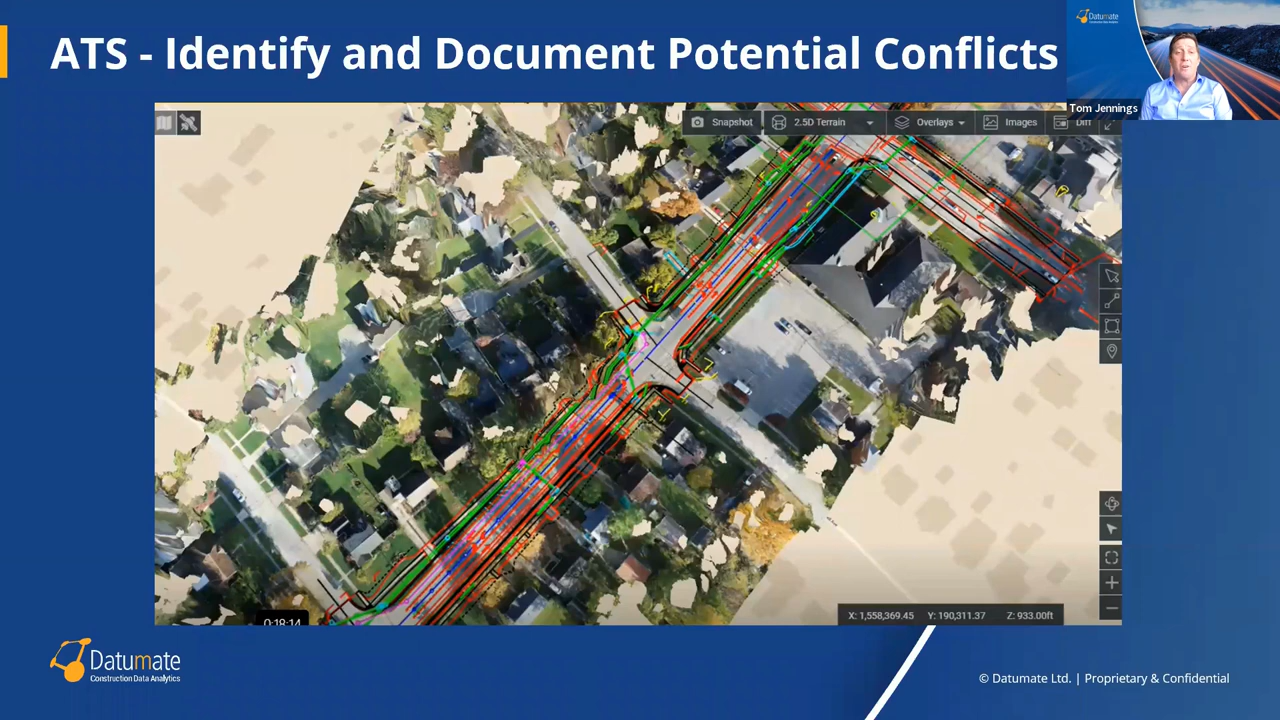 ATS - Identify and Document Potential Conflicts
Datumate
Tom Jennings
Snapshot
2.5D Terrain
Overlays
Images
Diff
X: 1,558,369.45 Y: 190,311.37 Z: 933.00ft
0:18:14
Datumate
Construction Data Analytics
© Datumate Ltd. | Proprietary & Confidential